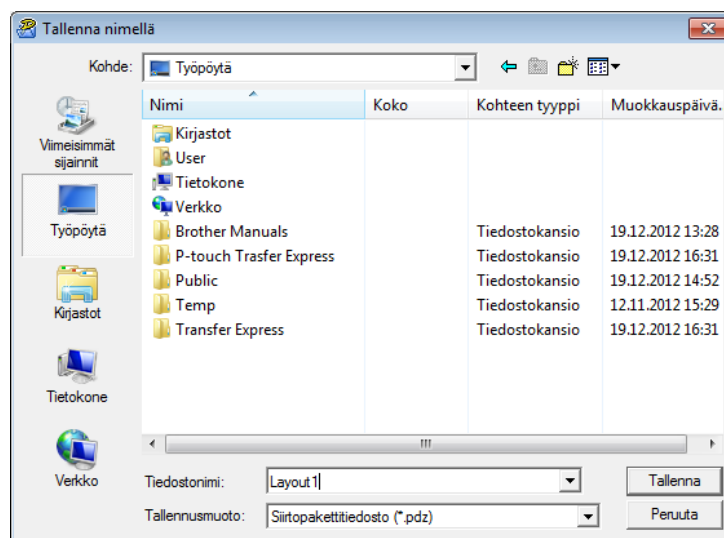 Tallenna nimellä
Kohde: Työpöytä
Nimi Koko Kohteen tyyppi Muokkauspäivä.
Viimeisimmät
sijainnit
Työpöytä
Kirjastot
Tietokone
Verkko
Kirjastot
User
Tietokone
Verkko
Brother Manuals Tiedostokansio 19.12.2012 13:28
P-touch Trasfer Express Tiedostokansio 19.12.2012 16:31
Public Tiedostokansio 19.12.2012 14:52
Temp Tiedostokansio 12.11.2012 15:29
Transfer Express Tiedostokansio 19.12.2012 16:31
Tiedostonimi: Layout1 Tallenna
Tallennusmuoto: Siirtopakettitiedosto (*.pdz) Peruuta